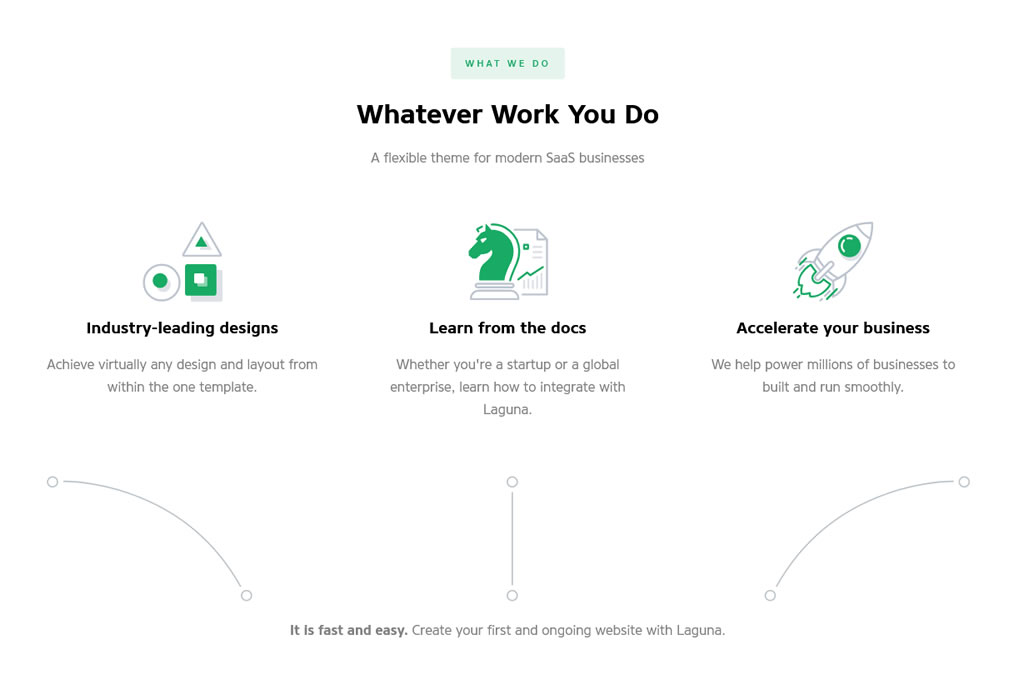 WHAT WE DO
Whatever Work You Do
A flexible theme for modern SaaS businesses
Industry-leading designs
Achieve virtually any design and layout from
within the one template.
Learn from the docs
Whether you're a startup or a global
enterprise, learn how to integrate with
Laguna.
Accelerate your business
We help power millions of businesses to
built and run smoothly.
It is fast and easy. Create your first and ongoing website with Laguna.